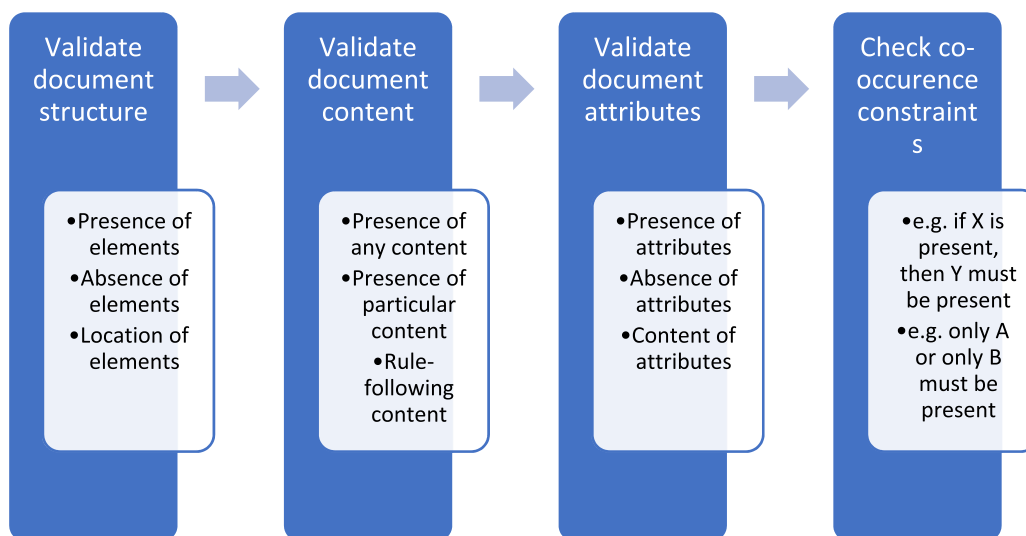 Validate
document
structure
•Presence of
elements
•Absence of
elements
•Location of
elements
Validate
document
content
•Presence of
any content
•Presence of
particular
content
•Rule-
following
content
Validate
document
attributes
•Presence of
attributes
•Absence of
attributes
•Content of
attributes
Check co-
occurence
constraint
s
•e.g. if X is
present,
then Y must
be present
•e.g. only A
or only B
must be
present